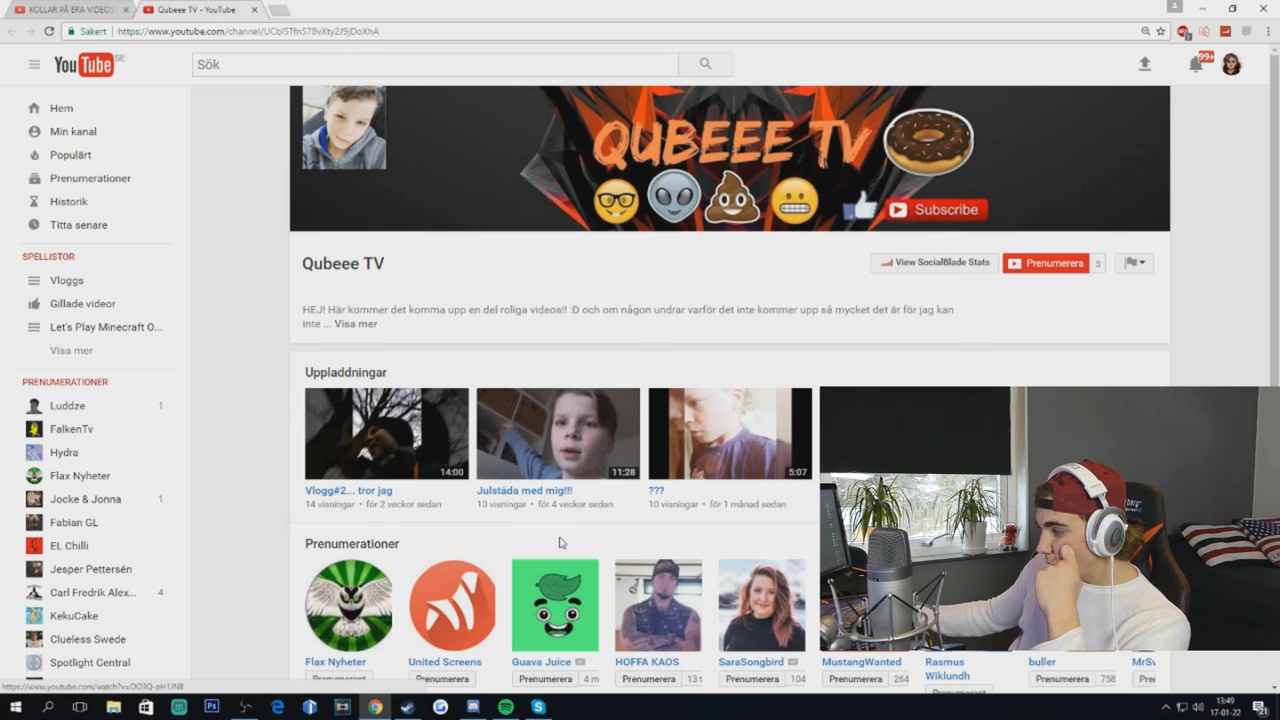 KOLLAR PÅ ERA VIDEOS
Qubeee TV - YouTube
Säkert
https://www.youtube.com/channel/UCbI5Tfn578vXty2J9jDoXhA
YouTube SE
Sök
99+
Hem
Min kanal
Populärt
Prenumerationer
Historik
Titta senare
SPELLISTOR
Vloggs
Gillade videor
Let's Play Minecraft O...
Visa mer
PRENUMERATIONER
Luddze 1
FalkenTv
Hydra
Flax Nyheter
Jocke & Jonna 1
Fabian GL
EL Chilli
Jesper Pettersén
Carl Fredrik Alex... 4
KekuCake
Clueless Swede
Spotlight Central
QUBEEE TV
Subscribe
Qubeee TV
View SocialBlade Stats
Prenumerera 3
HEJ! Här kommer det komma upp en del roliga videos!! :D och om någon undrar varför det inte kommer upp så mycket det är för jag kan
inte ... Visa mer
Uppladdningar
14:00
11:28
5:07
Vlogg#2... tror jag
Julstäda med mig!!!
???
14 visningar • för 2 veckor sedan
10 visningar • för 4 veckor sedan
10 visningar • för 1 månad sedan
Prenumerationer
Flax Nyheter
United Screens
Guava Juice
HOFFA KAOS
SaraSongbird
MustangWanted
Rasmus
Wiklundh
buller
Prenumerera
Prenumerera
Prenumerera 4 m
Prenumerera 13 t
Prenumerera 104
Prenumerera 264
Prenumerera 758
13:49
17-01-22
21